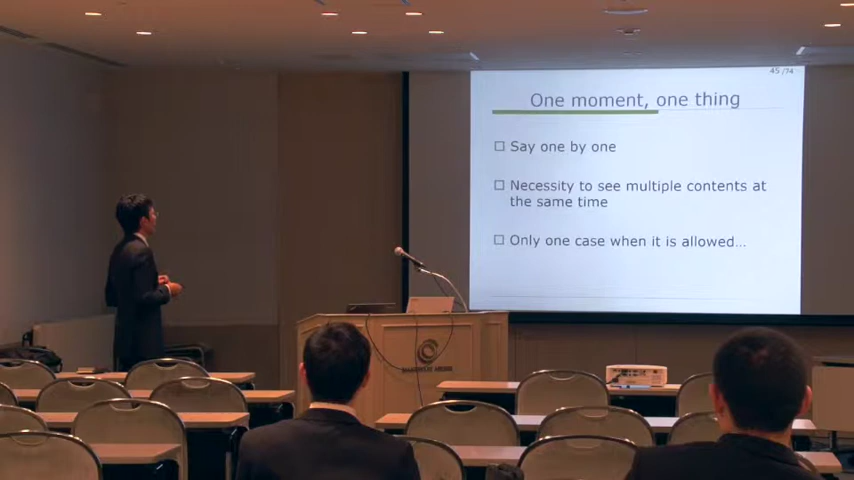 45 /74
One moment, one thing
Say one by one
Necessity to see multiple contents at
the same time
Only one case when it is allowed...